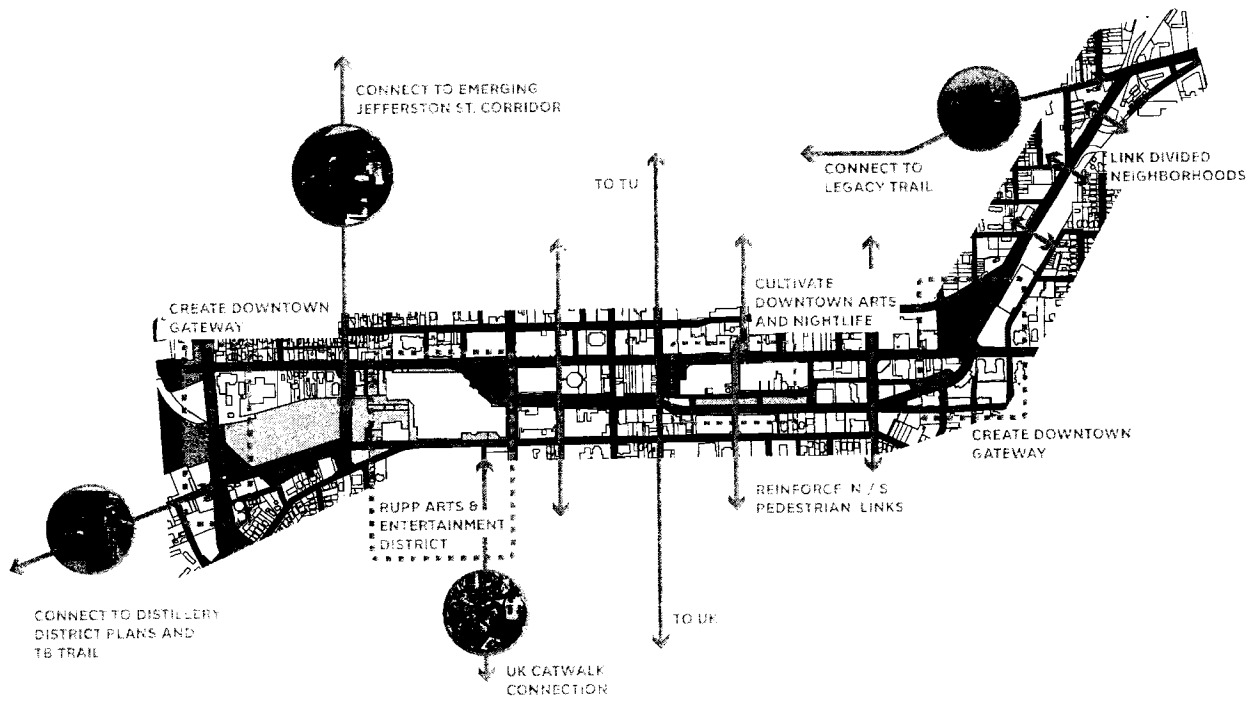 CONNECT TO EMERGING
JEFFERSTON ST. CORRIDOR
TO TU
CONNECT TO
LEGACY TRAIL
LINK DIVIDED
NEIGHBORHOODS
CREATE DOWNTOWN
GATEWAY
CULTIVATE
DOWNTOWN ARTS
AND NIGHTLIFE
CREATE DOWNTOWN
GATEWAY
REINFORCE N / S
PEDESTRIAN LINKS
RUPP ARTS &
ENTERTAINMENT
DISTRICT
CONNECT TO DISTILLERY
DISTRICT PLANS AND
TB TRAIL
TO UK
UK CATWALK
CONNECTION